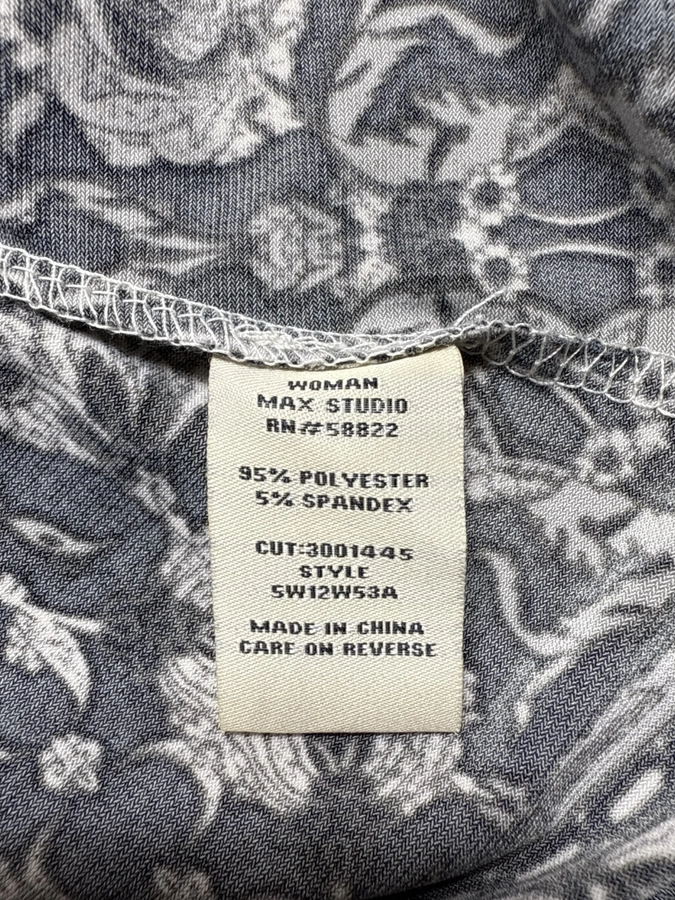 WOMAN
MAX STUDIO
RN#58822
95% POLYESTER
5% SPANDEX
CUT:3001445
STYLE
5W12W53A
MADE IN CHINA
CARE ON REVERSE